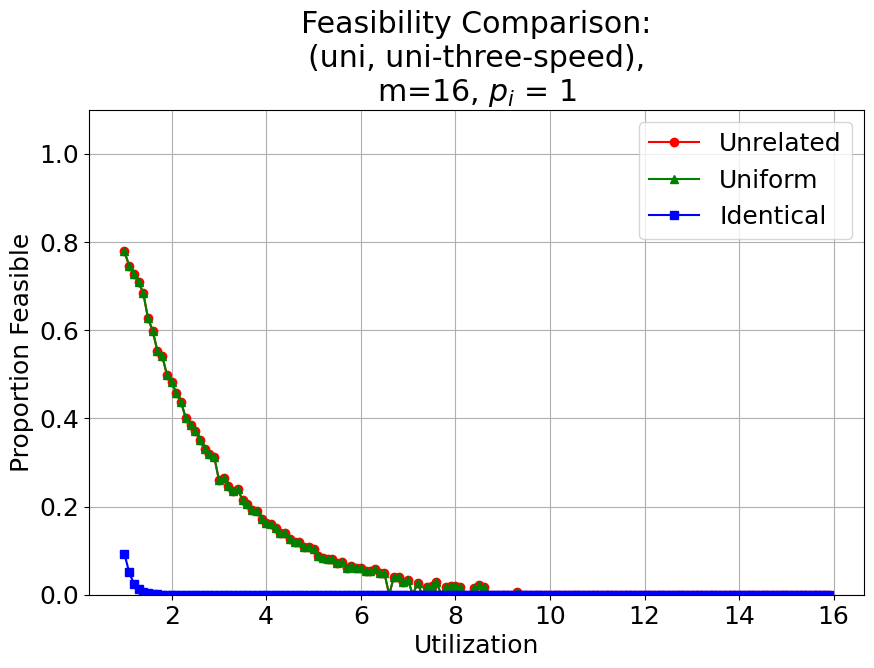 Feasibility Comparison:
(uni, uni-three-speed),
m=16, $p_i$ = 1
Unrelated
Uniform
Identical
Proportion Feasible
1.0
0.8
0.6
0.4
0.2
0.0
2 4 6 8 10 12 14 16
Utilization